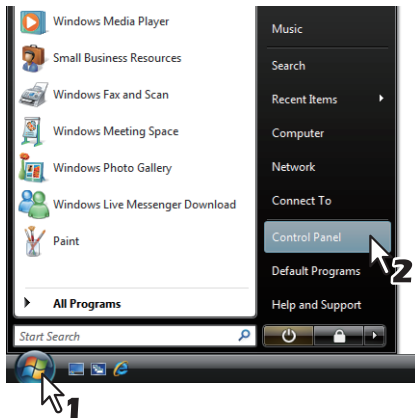 Windows Media Player
Small Business Resources
Windows Fax and Scan
Windows Meeting Space
Windows Photo Gallery
Windows Live Messenger Download
Paint
All Programs
Start Search
Music
Search
Recent Items
Computer
Network
Connect To
Control Panel
2
Default Programs
Help and Support
1